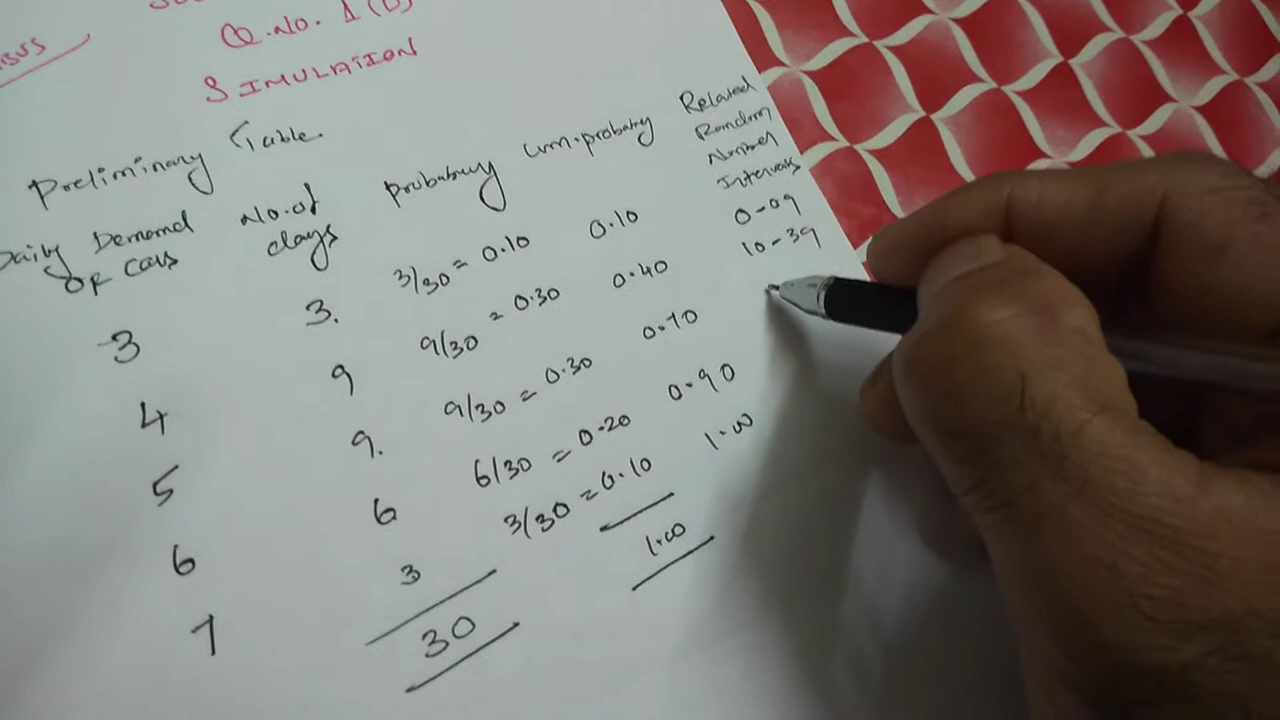 Q.No. 1(b)
SIMULATION
Preliminary Table.
Daily Demand OF Cars
No.of days
probability
cum.probability
Related Random Number Intervals
3 3. 3/30 = 0.10 0.10 0-09
4 9 9/30 = 0.30 0.40 10-39
5 9. 9/30 = 0.30 0.70
6 6 6/30 = 0.20 0.90
7 3 3/30 = 0.10 1.00
30 1.00